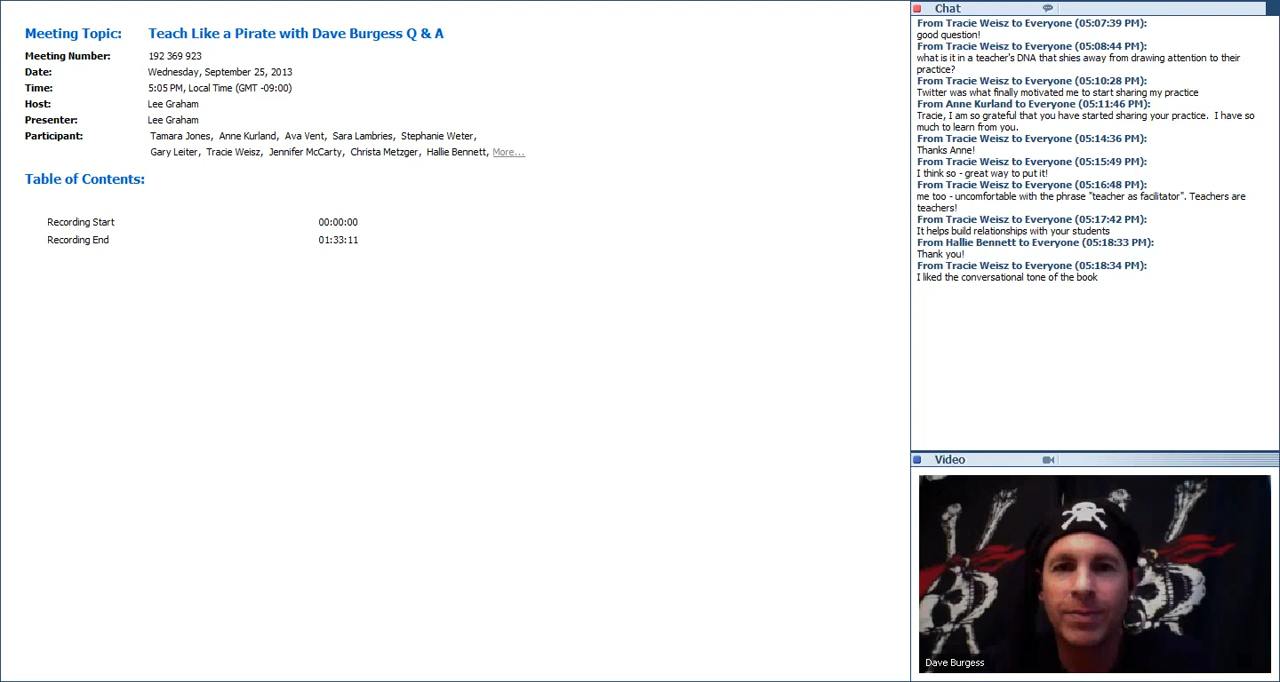 Meeting Topic: Teach Like a Pirate with Dave Burgess Q & A
Meeting Number: 192 369 923
Date: Wednesday, September 25, 2013
Time: 5:05 PM, Local Time (GMT -09:00)
Host: Lee Graham
Presenter: Lee Graham
Participant: Tamara Jones, Anne Kurland, Ava Vent, Sara Lambries, Stephanie Weter,
Gary Leiter, Tracie Weisz, Jennifer McCarty, Christa Metzger, Hallie Bennett, More...
Table of Contents:
Recording Start 00:00:00
Recording End 01:33:11
Chat
From Tracie Weisz to Everyone (05:07:39 PM):
good question!
From Tracie Weisz to Everyone (05:08:44 PM):
what is it in a teacher's DNA that shies away from drawing attention to their
practice?
From Tracie Weisz to Everyone (05:10:28 PM):
Twitter was what finally motivated me to start sharing my practice
From Anne Kurland to Everyone (05:11:46 PM):
Tracie, I am so grateful that you have started sharing your practice.  I have so
much to learn from you.
From Tracie Weisz to Everyone (05:14:36 PM):
Thanks Anne!
From Tracie Weisz to Everyone (05:15:49 PM):
I think so - great way to put it!
From Tracie Weisz to Everyone (05:16:48 PM):
me too - uncomfortable with the phrase "teacher as facilitator". Teachers are
teachers!
From Tracie Weisz to Everyone (05:17:42 PM):
It helps build relationships with your students
From Hallie Bennett to Everyone (05:18:33 PM):
Thank you!
From Tracie Weisz to Everyone (05:18:34 PM):
I liked the conversational tone of the book
Video
Dave Burgess